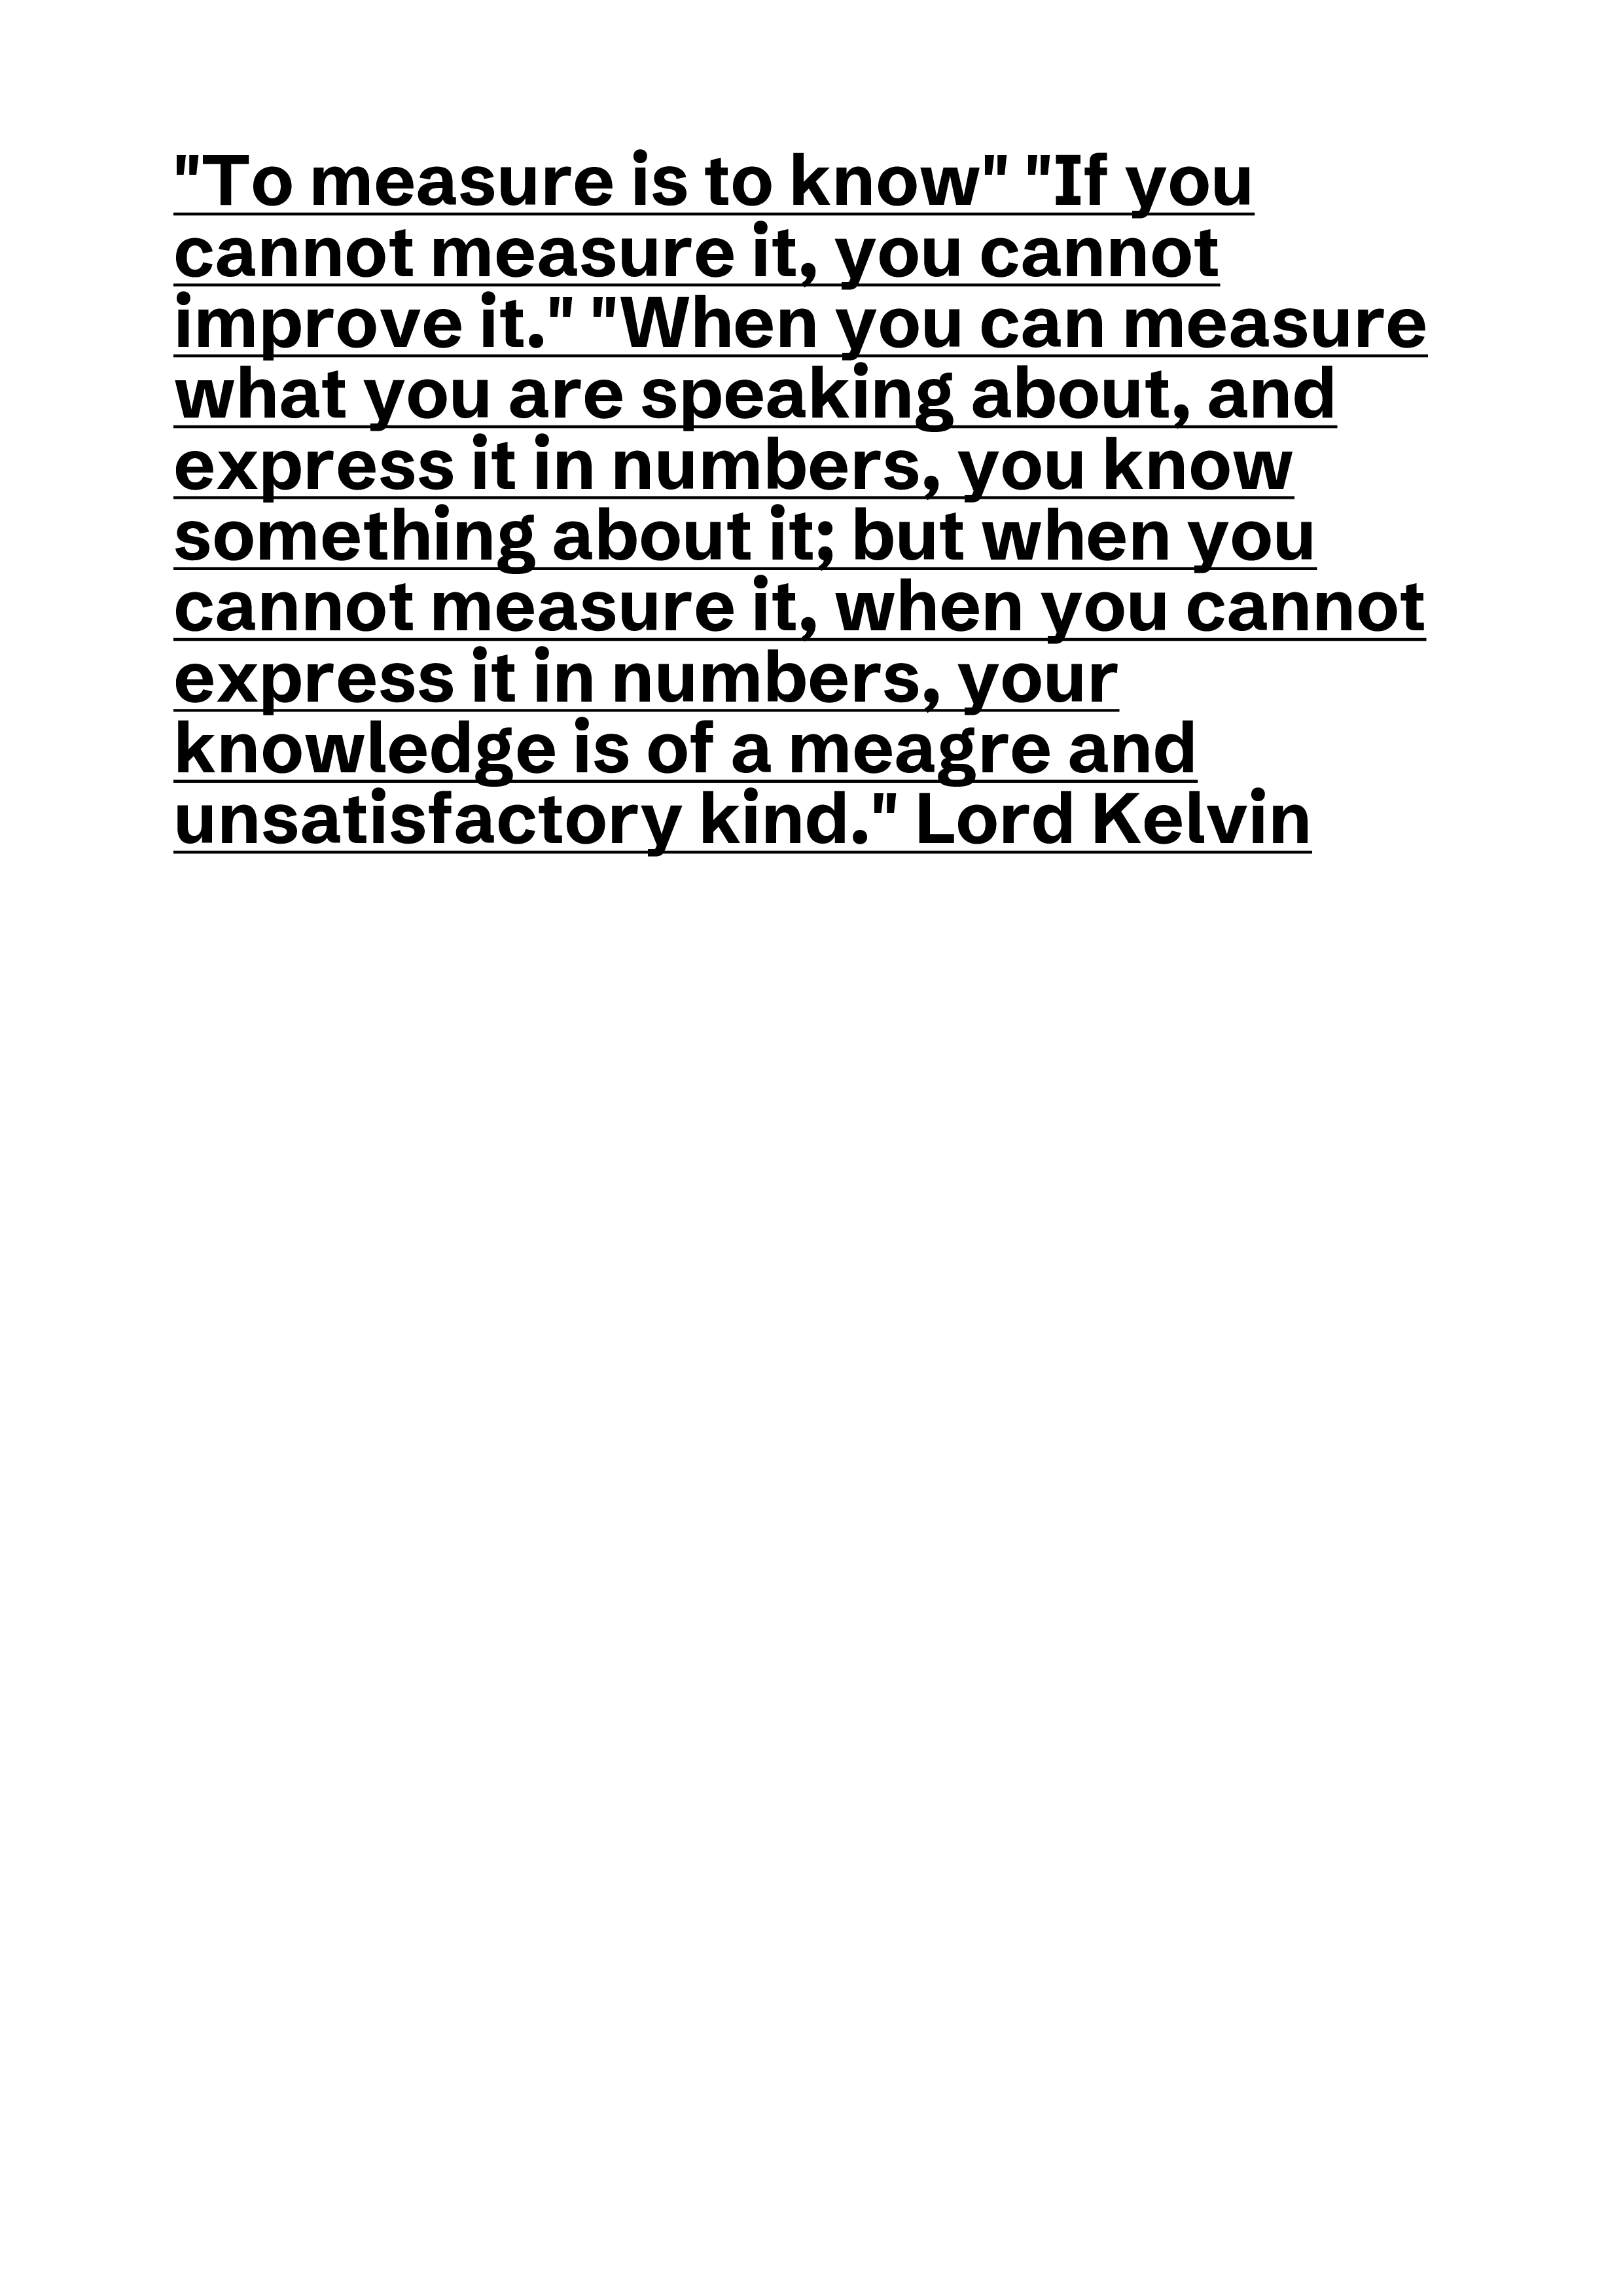 "To measure is to know" "If you
cannot measure it, you cannot
improve it." "When you can measure
what you are speaking about, and
express it in numbers, you know
something about it; but when you
cannot measure it, when you cannot
express it in numbers, your
knowledge is of a meagre and
unsatisfactory kind." Lord Kelvin